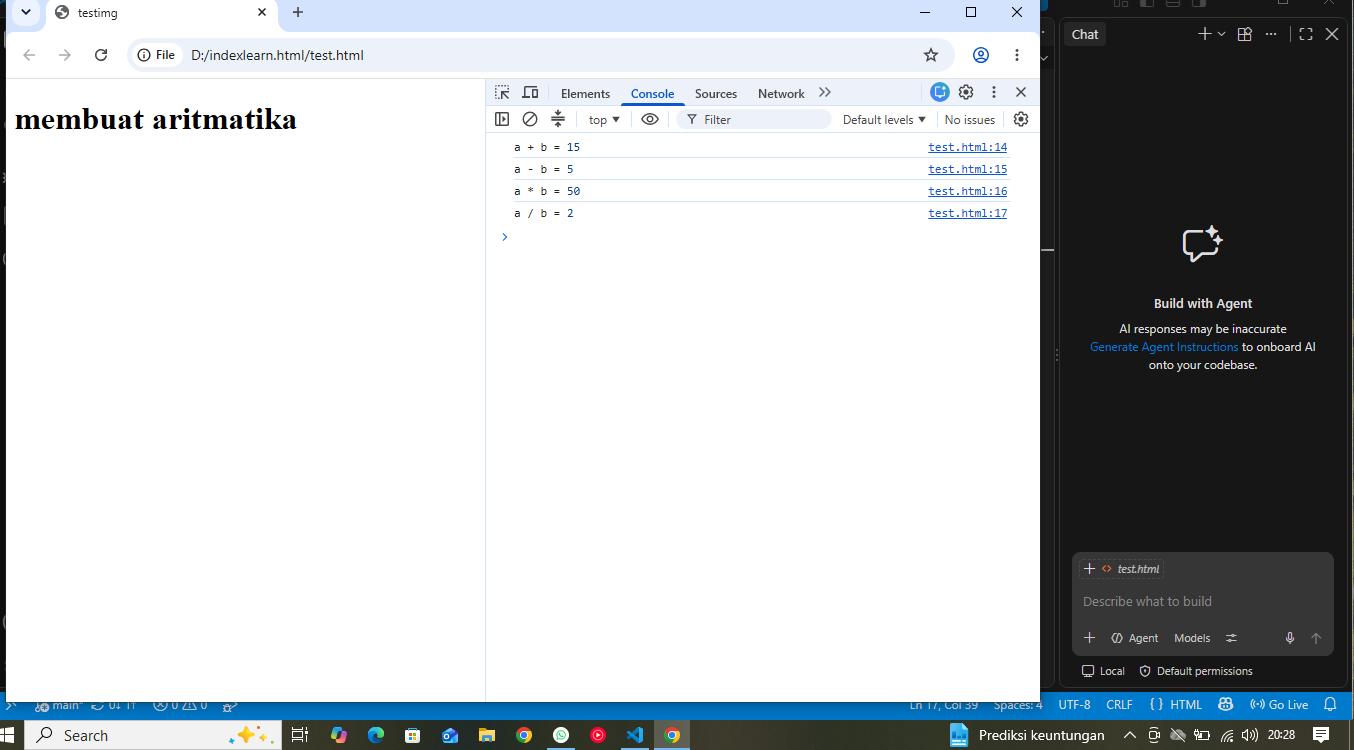 testimg
File D:/indexlearn.html/test.html
membuat aritmatika
Elements Console Sources Network
top Filter Default levels No issues
a + b = 15 test.html:14
a - b = 5 test.html:15
a * b = 50 test.html:16
a / b = 2 test.html:17
Chat
Build with Agent
AI responses may be inaccurate
Generate Agent Instructions to onboard AI
onto your codebase.
test.html
Describe what to build
Agent Models
Local Default permissions
main* 0↓ 1↑ 0 0 Ln 17, Col 39 Spaces: 4 UTF-8 CRLF { } HTML Go Live
Search Prediksi keuntungan 20:28